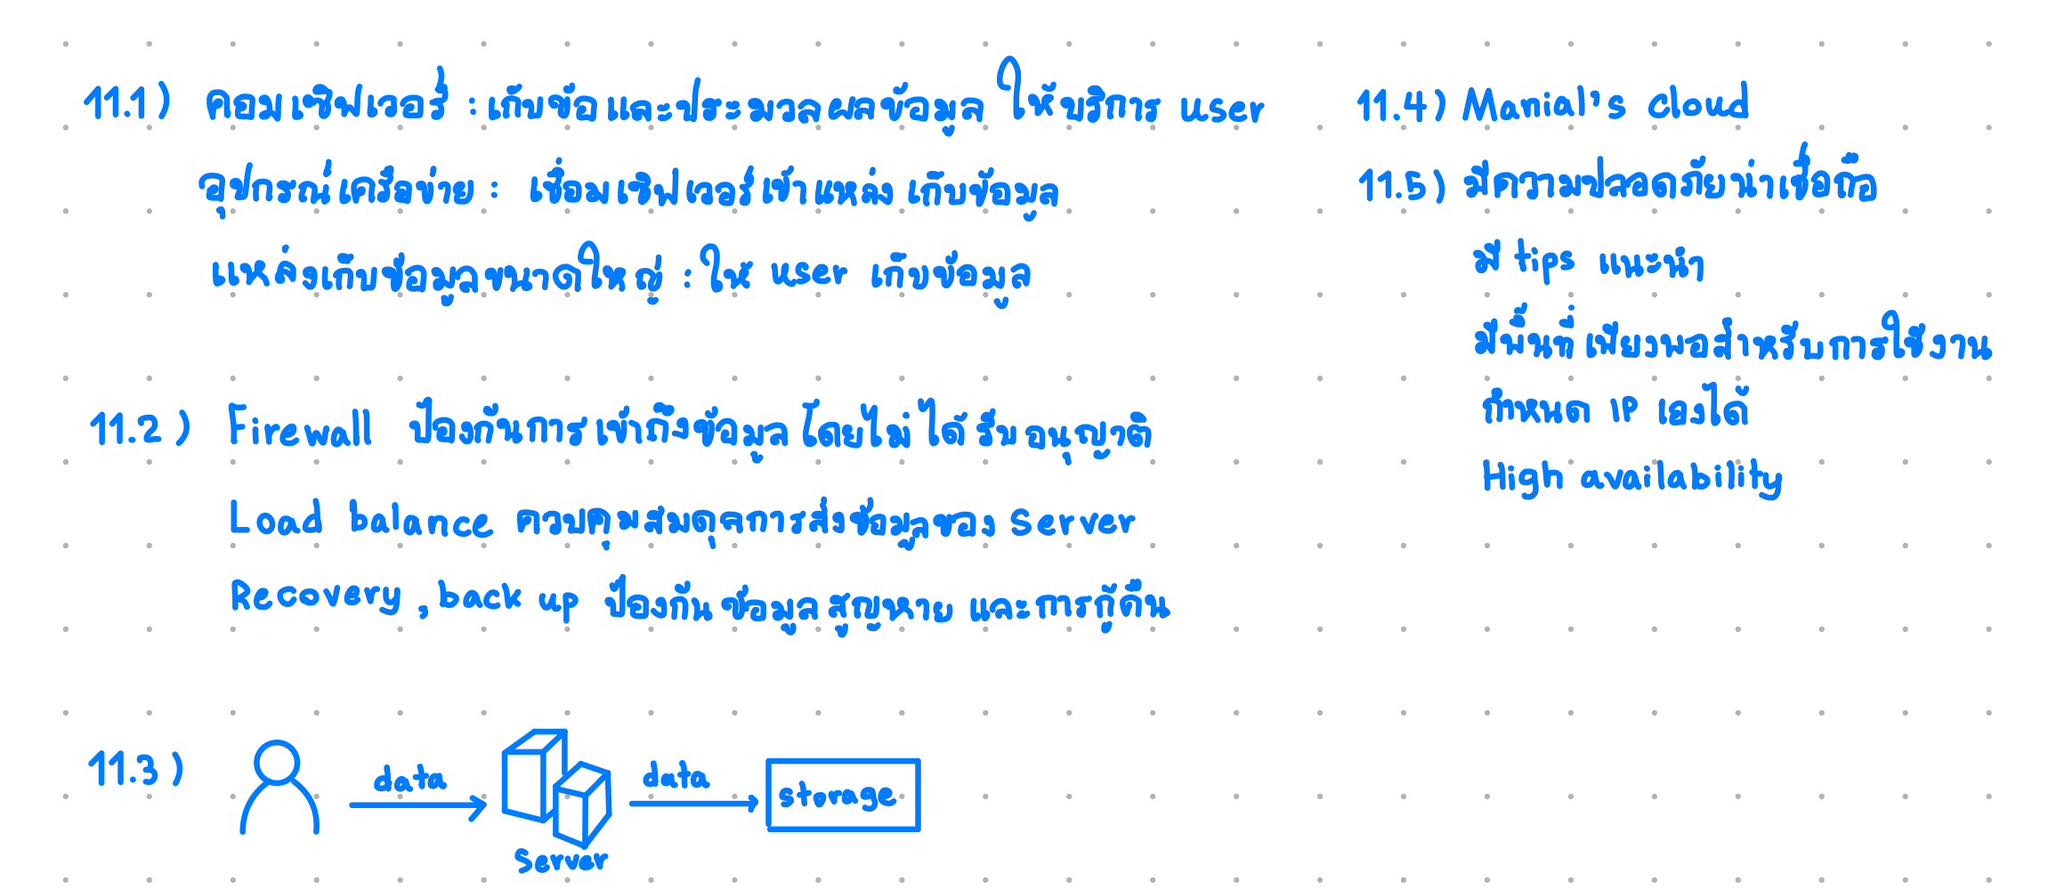 11.1) คอมเซิฟเวอร์ : เก็บข้อและประมวลผลข้อมูล ให้บริการ user
อุปกรณ์เครือข่าย : เชื่อมเซิฟเวอร์เข้าแหล่งเก็บข้อมูล
แหล่งเก็บข้อมูลขนาดใหญ่ : ให้ user เก็บข้อมูล
11.2) Firewall ป้องกันการเข้าถึงข้อมูลโดยไม่ได้รับอนุญาติ
Load balance ควบคุมสมดุลการส่งข้อมูลของ Server
Recovery, back up ป้องกันข้อมูลสูญหาย และการกู้คืน
11.3)
data
data
storage
Server
11.4) Manial's cloud
11.5) มีความปลอดภัยน่าเชื่อถือ
มี tips แนะนำ
มีพื้นที่เพียงพอสำหรับการใช้งาน
กำหนด IP เองได้
High availability